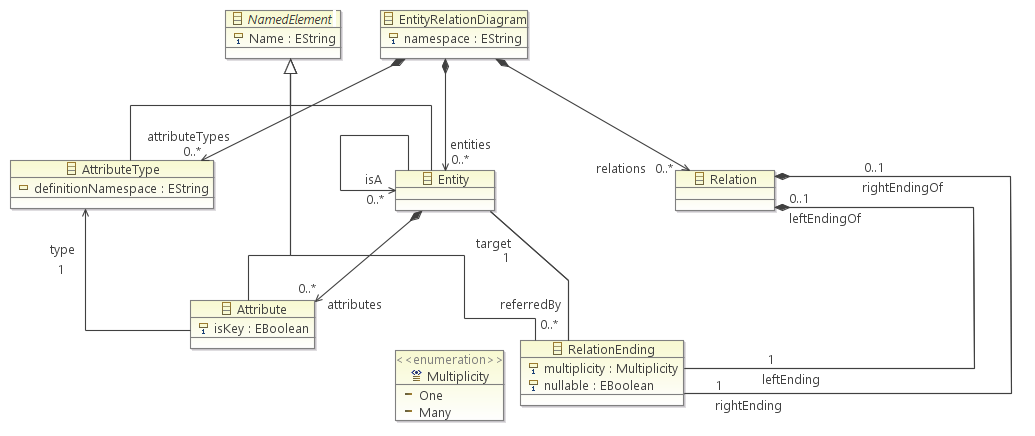 NamedElement
Name : EString
EntityRelationDiagram
namespace : EString
attributeTypes
0..*
entities
0..*
relations
0..*
AttributeType
definitionNamespace : EString
isA
0..*
Entity
Relation
0..1
rightEndingOf
0..1
leftEndingOf
type
1
target
1
0..*
attributes
referredBy
0..*
Attribute
isKey : EBoolean
<<enumeration>>
Multiplicity
One
Many
RelationEnding
multiplicity : Multiplicity
nullable : EBoolean
1
leftEnding
1
rightEnding